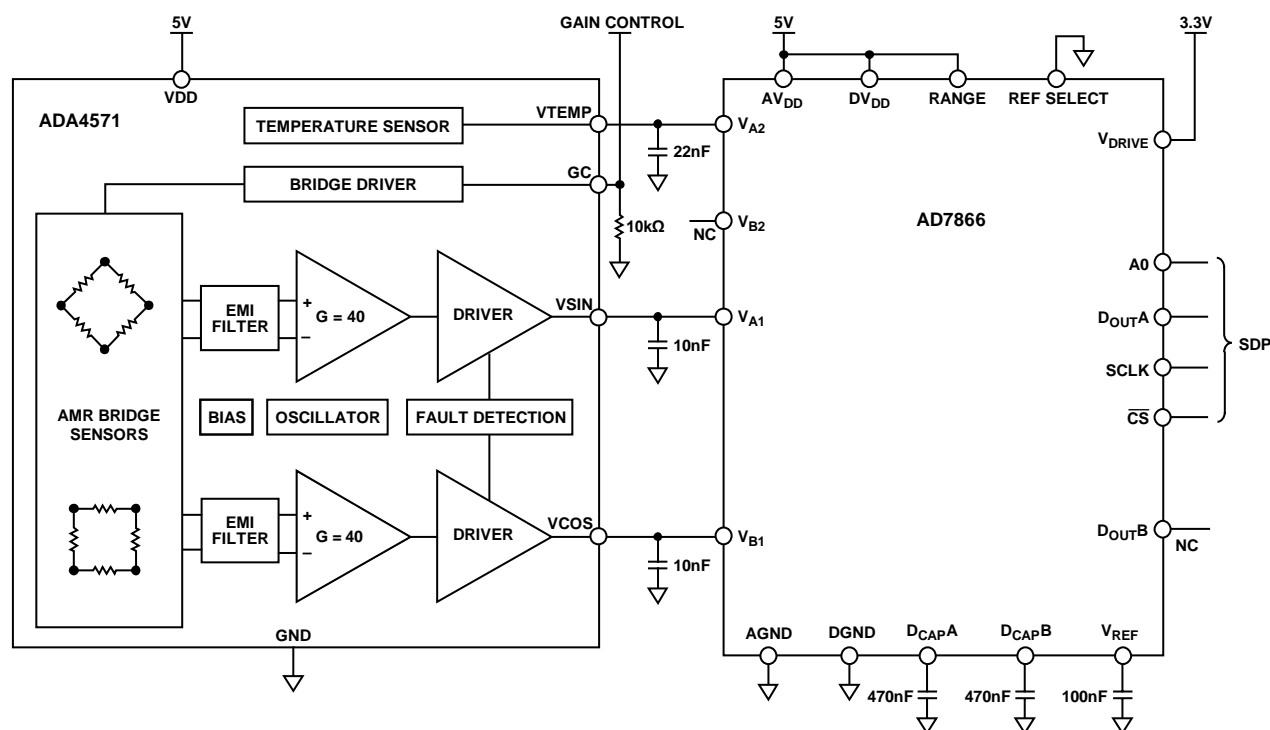 5V
GAIN CONTROL
5V
3.3V
VDD
ADA4571
TEMPERATURE SENSOR
VTEMP
22nF
BRIDGE DRIVER
GC
10kΩ
AMR BRIDGE
SENSORS
EMI
FILTER
+
–
G = 40
DRIVER
VSIN
10nF
BIAS
OSCILLATOR
FAULT DETECTION
EMI
FILTER
+
–
G = 40
DRIVER
VCOS
10nF
GND
AVDD
DVDD
RANGE
REF SELECT
VA2
VDRIVE
VB2
NC
AD7866
A0
VA1
DOUTA
SCLK
CS
SDP
VB1
DOUTB
NC
AGND
DGND
DCAPA
DCAPB
VREF
470nF
470nF
100nF